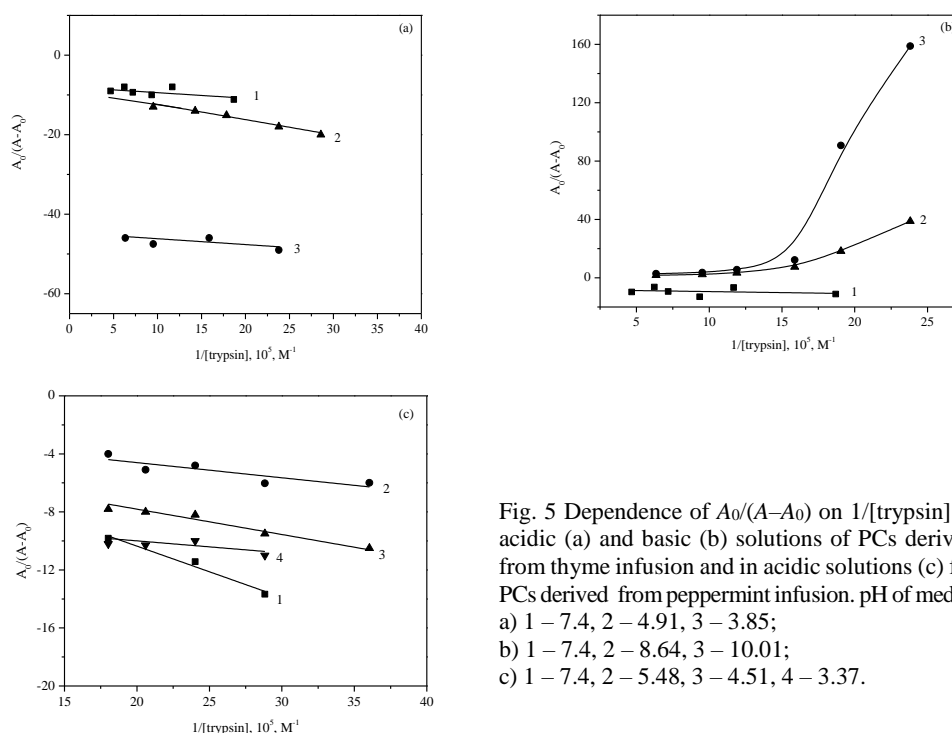 (a)
0
-20
-40
-60
A0/(A-A0)
1
2
3
0 5 10 15 20 25 30 35 40
1/[trypsin], 10^5, M^-1
(b
160
120
80
40
0
A0/(A-A0)
3
2
1
5 10 15 20 25
1/[trypsin], 10^5, M^-1
(c)
0
-4
-8
-12
-16
-20
A0/(A-A0)
2
3
4
1
15 20 25 30 35 40
1/[trypsin], 10^5, M^-1
Fig. 5 Dependence of A0/(A–A0) on 1/[trypsin]
acidic (a) and basic (b) solutions of PCs deriv
from thyme infusion and in acidic solutions (c) f
PCs derived from peppermint infusion. pH of med
a) 1 – 7.4, 2 – 4.91, 3 – 3.85;
b) 1 – 7.4, 2 – 8.64, 3 – 10.01;
c) 1 – 7.4, 2 – 5.48, 3 – 4.51, 4 – 3.37.